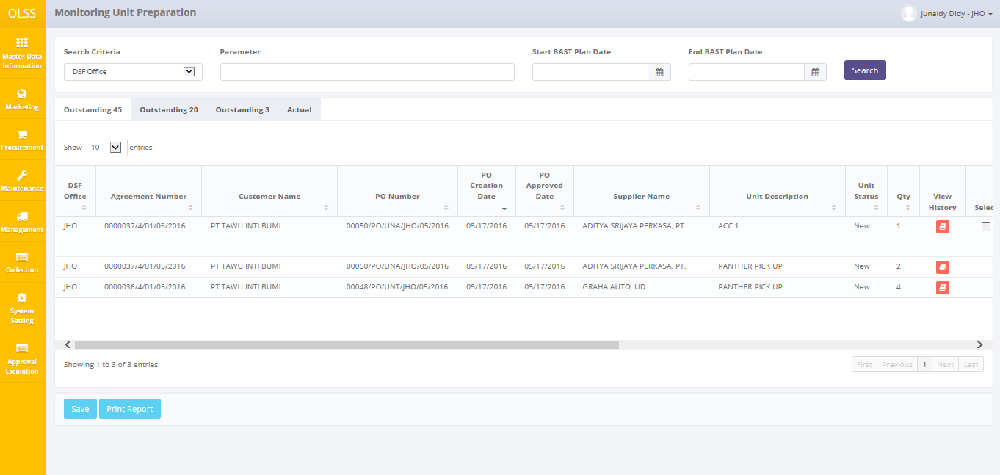 OLSS
Monitoring Unit Preparation
Junaidy Didy - JHO
Master Data
Information
Marketing
Procurement
Maintenance
Management
Collection
System
Setting
Approval
Escalation
Search Criteria
Parameter
Start BAST Plan Date
End BAST Plan Date
DSF Office
Search
Outstanding 45 Outstanding 20 Outstanding 3 Actual
Show 10 entries
DSF Office Agreement Number Customer Name PO Number PO Creation Date PO Approved Date Supplier Name Unit Description Unit Status Qty View History Selec
JHO 0000037/4/01/05/2016 PT TAWU INTI BUMI 00050/PO/UNA/JHO/05/2016 05/17/2016 05/17/2016 ADITYA SRIJAYA PERKASA, PT. ACC 1 New 1
JHO 0000037/4/01/05/2016 PT TAWU INTI BUMI 00050/PO/UNA/JHO/05/2016 05/17/2016 05/17/2016 ADITYA SRIJAYA PERKASA, PT. PANTHER PICK UP New 2
JHO 0000036/4/01/05/2016 PT TAWU INTI BUMI 00048/PO/UNT/JHO/05/2016 05/17/2016 05/17/2016 GRAHA AUTO, UD. PANTHER PICK UP New 4
Showing 1 to 3 of 3 entries
First Previous 1 Next Last
Save Print Report